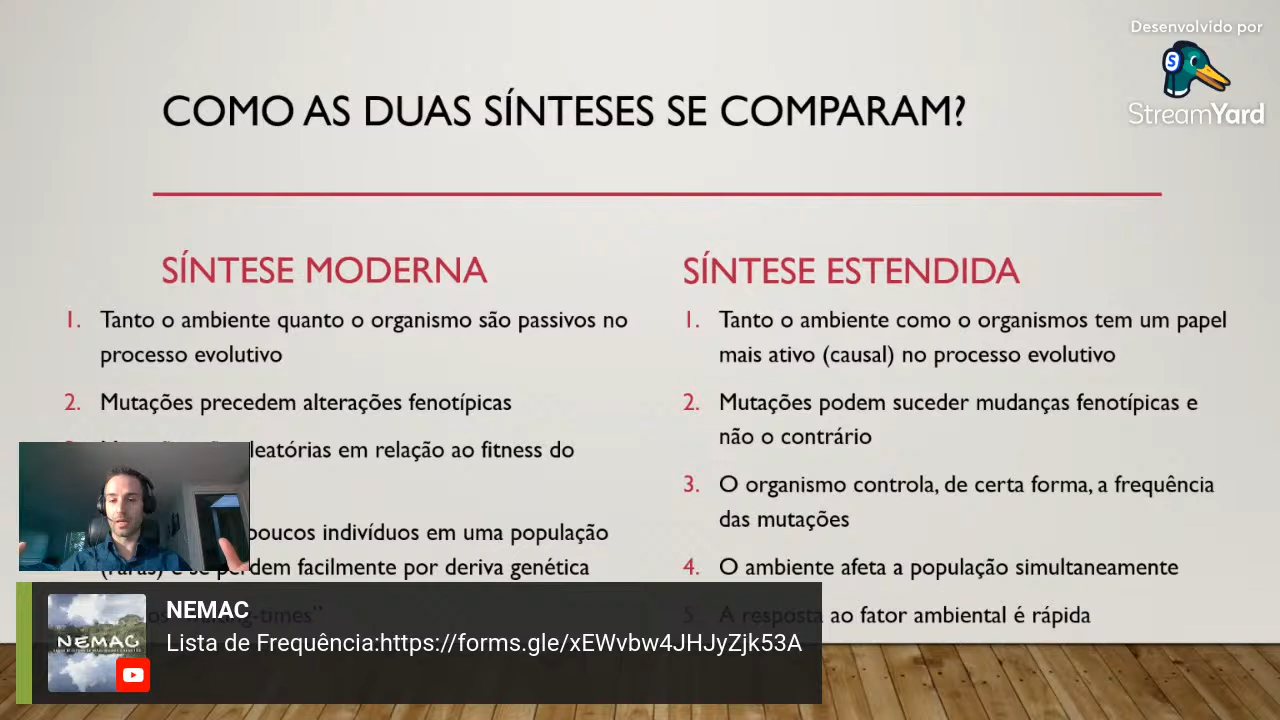 Desenvolvido por
StreamYard
COMO AS DUAS SÍNTESES SE COMPARAM?
SÍNTESE MODERNA
1. Tanto o ambiente quanto o organismo são passivos no
processo evolutivo
2. Mutações precedem alterações fenotípicas
em relação ao fitness do
poucos indivíduos em uma população
facilmente por deriva genética
SÍNTESE ESTENDIDA
1. Tanto o ambiente como o organismos tem um papel
mais ativo (causal) no processo evolutivo
2. Mutações podem suceder mudanças fenotípicas e
não o contrário
3. O organismo controla, de certa forma, a frequência
das mutações
4. O ambiente afeta a população simultaneamente
5. A resposta ao fator ambiental é rápida
NEMAC
NEMAC
Lista de Frequência:https://forms.gle/xEWvbw4JHJyZjk53A